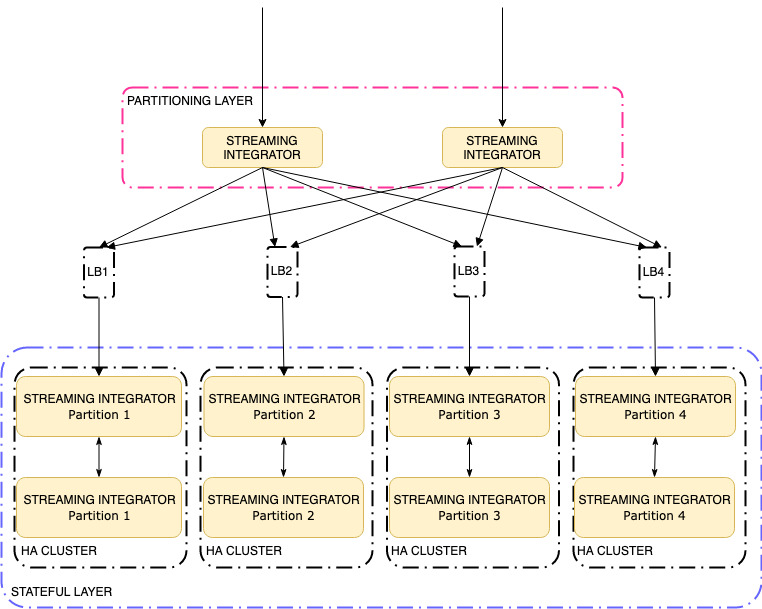 PARTITIONING LAYER
STREAMING
INTEGRATOR
STREAMING
INTEGRATOR
LB1
LB2
LB3
LB4
STREAMING INTEGRATOR
Partition 1
STREAMING INTEGRATOR
Partition 2
STREAMING INTEGRATOR
Partition 3
STREAMING INTEGRATOR
Partition 4
STREAMING INTEGRATOR
Partition 1
STREAMING INTEGRATOR
Partition 2
STREAMING INTEGRATOR
Partition 3
STREAMING INTEGRATOR
Partition 4
HA CLUSTER
HA CLUSTER
HA CLUSTER
HA CLUSTER
STATEFUL LAYER